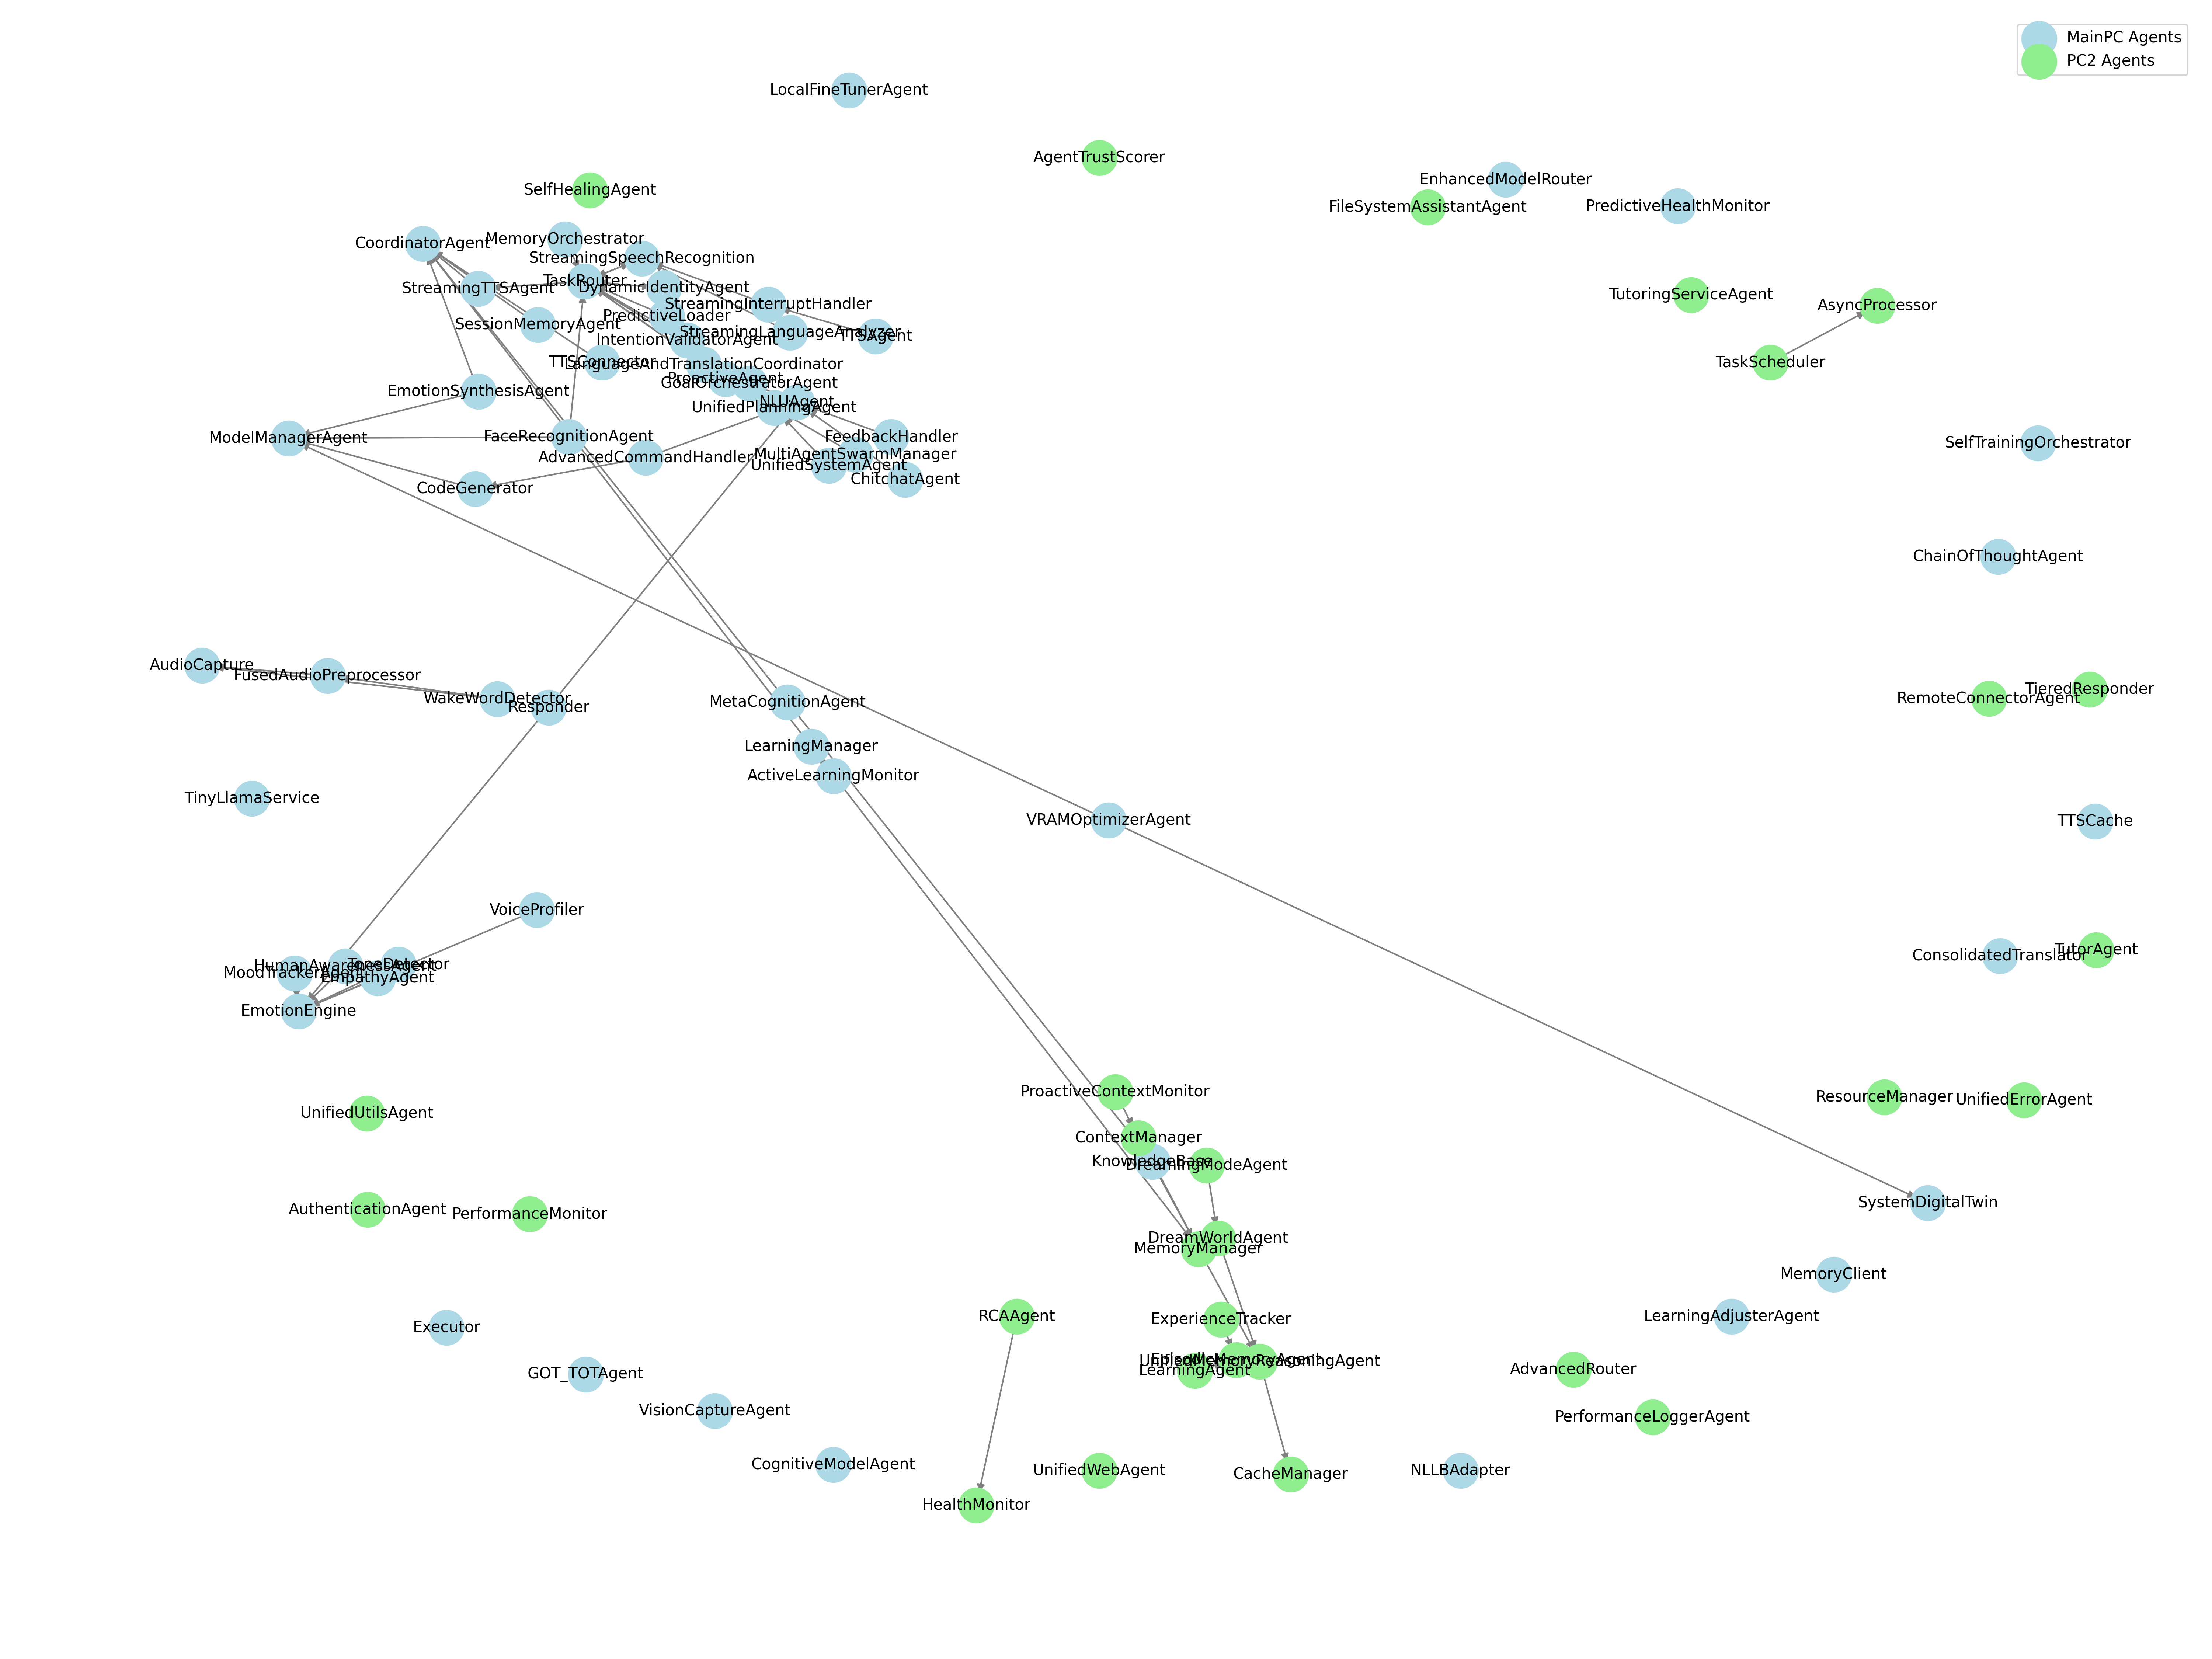 MainPC Agents
PC2 Agents
LocalFineTunerAgent
AgentTrustScorer
EnhancedModelRouter
SelfHealingAgent
FileSystemAssistantAgent
PredictiveHealthMonitor
CoordinatorAgent
MemoryOrchestrator
StreamingSpeechRecognition
TaskRouter
StreamingTTSAgent
DynamicIdentityAgent
TutoringServiceAgent
StreamingInterruptHandler
AsyncProcessor
PredictiveLoader
SessionMemoryAgent
StreamingLanguageAnalyzer
TTSAgent
IntentionValidatorAgent
TTSConnector
LanguageAndTranslationCoordinator
TaskScheduler
ProactiveAgent
GoalOrchestratorAgent
EmotionSynthesisAgent
NLUAgent
UnifiedPlanningAgent
ModelManagerAgent
FaceRecognitionAgent
FeedbackHandler
SelfTrainingOrchestrator
AdvancedCommandHandler
MultiAgentSwarmManager
UnifiedSystemAgent
ChitchatAgent
CodeGenerator
ChainOfThoughtAgent
AudioCapture
FusedAudioPreprocessor
WakeWordDetector
Responder
MetaCognitionAgent
RemoteConnectorAgent
TieredResponder
LearningManager
ActiveLearningMonitor
TinyLlamaService
VRAMOptimizerAgent
TTSCache
VoiceProfiler
HumanAwarenessAgent
ToneDetector
MoodTrackerAgent
EmpathyAgent
ConsolidatedTranslator
TutorAgent
EmotionEngine
ProactiveContextMonitor
ResourceManager
UnifiedErrorAgent
UnifiedUtilsAgent
ContextManager
KnowledgeBase
DreamingModeAgent
AuthenticationAgent
PerformanceMonitor
SystemDigitalTwin
DreamWorldAgent
MemoryManager
MemoryClient
RCAAgent
ExperienceTracker
LearningAdjusterAgent
Executor
EpisodicMemoryAgent
UnifiedMemoryReasoningAgent
LearningAgent
AdvancedRouter
GOT_TOTAgent
VisionCaptureAgent
PerformanceLoggerAgent
CognitiveModelAgent
UnifiedWebAgent
CacheManager
NLLBAdapter
HealthMonitor